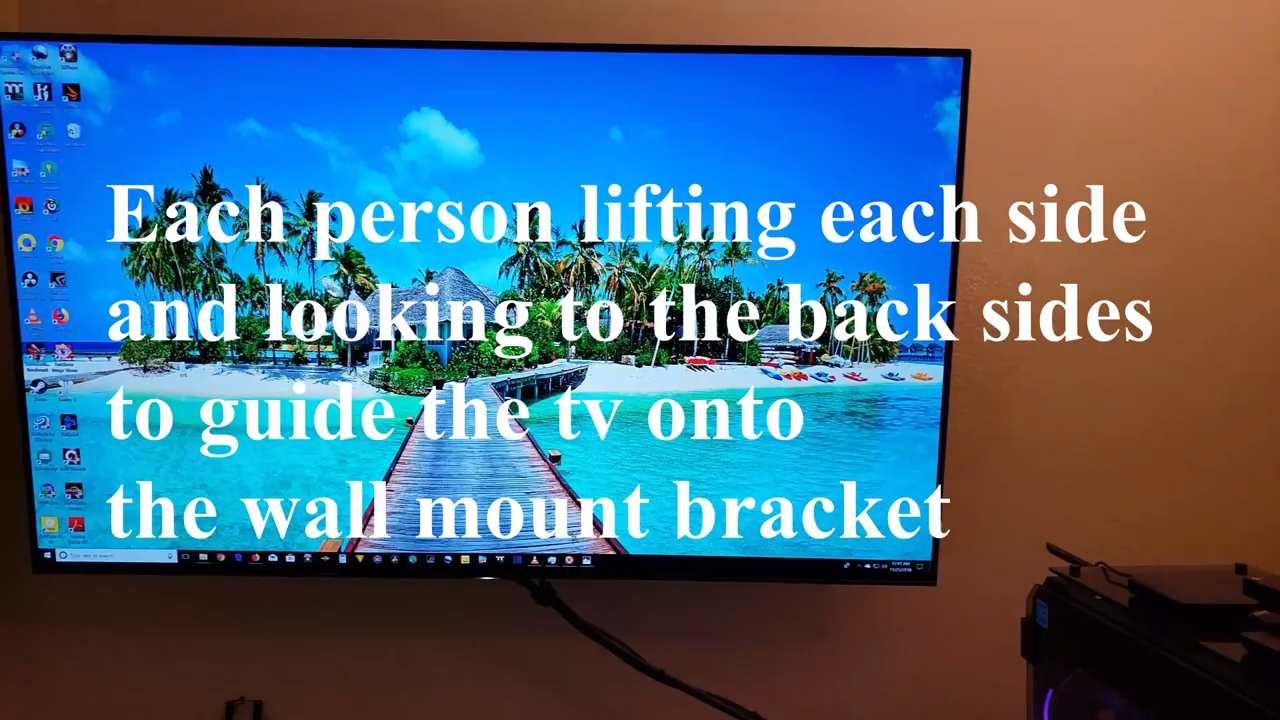 Each person lifting each side
and looking to the back sides
to guide the tv onto
the wall mount bracket